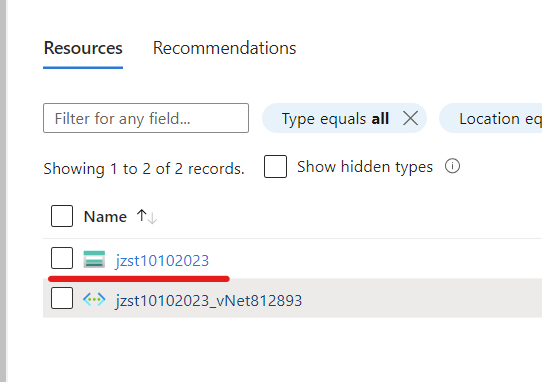 Resources Recommendations
Filter for any field... Type equals all Location eq
Showing 1 to 2 of 2 records. Show hidden types
Name
jzst10102023
jzst10102023_vNet812893